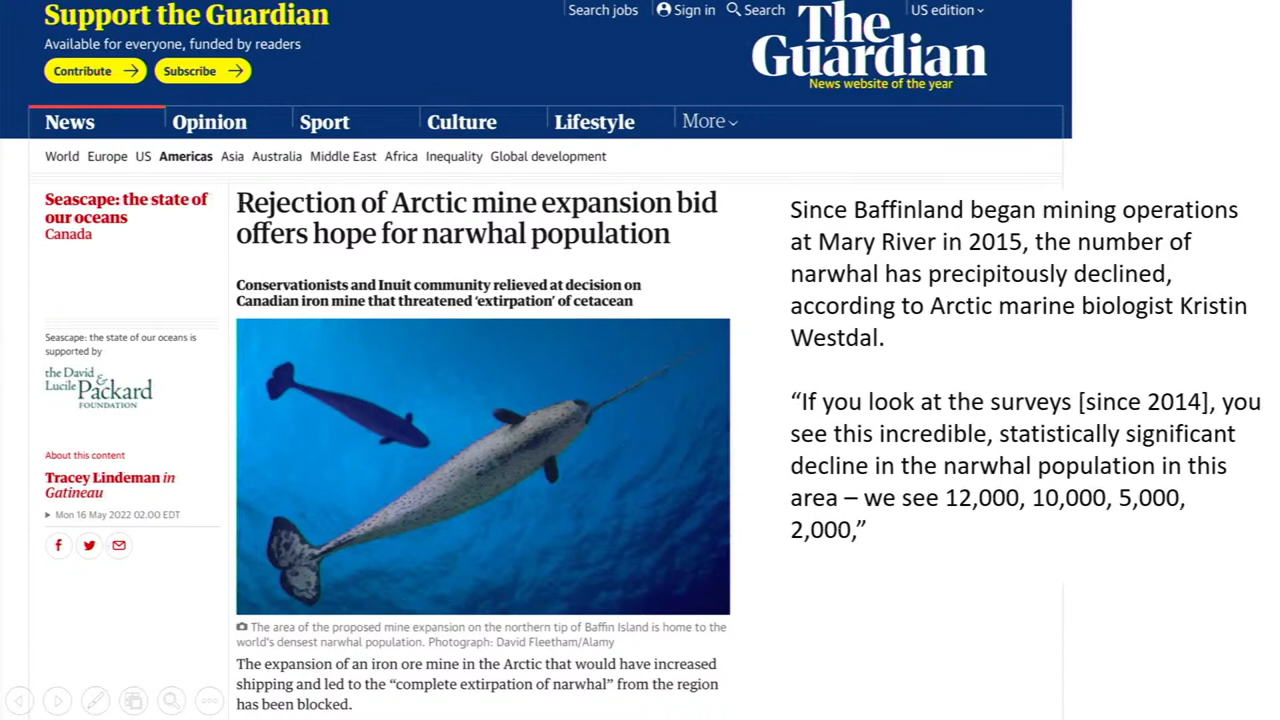 Support the Guardian
Available for everyone, funded by readers
Contribute
Subscribe
Search jobs
Sign in
Search
US edition
The
Guardian
News website of the year
News
Opinion
Sport
Culture
Lifestyle
More
World
Europe
US
Americas
Asia
Australia
Middle East
Africa
Inequality
Global development
Seascape: the state of
our oceans
Canada
Seascape: the state of our oceans is
supported by
the David
& Lucile Packard
FOUNDATION
About this content
Tracey Lindeman in
Gatineau
Mon 16 May 2022 02.00 EDT
Rejection of Arctic mine expansion bid
offers hope for narwhal population
Conservationists and Inuit community relieved at decision on
Canadian iron mine that threatened ‘extirpation’ of cetacean
The area of the proposed mine expansion on the northern tip of Baffin Island is home to the
world's densest narwhal population. Photograph: David Fleetham/Alamy
The expansion of an iron ore mine in the Arctic that would have increased
shipping and led to the “complete extirpation of narwhal” from the region
has been blocked.
Since Baffinland began mining operations
at Mary River in 2015, the number of
narwhal has precipitously declined,
according to Arctic marine biologist Kristin
Westdal.
“If you look at the surveys [since 2014], you
see this incredible, statistically significant
decline in the narwhal population in this
area – we see 12,000, 10,000, 5,000,
2,000,”